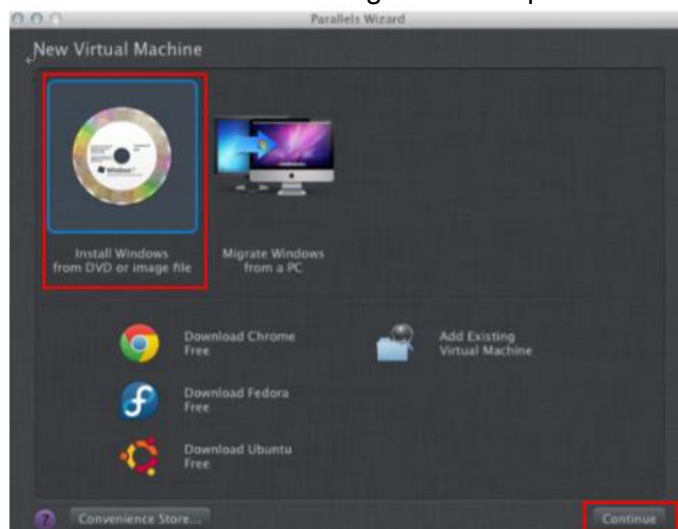 Parallels Wizard
New Virtual Machine
Install Windows
from DVD or image file
Migrate Windows
from a PC
Download Chrome
Free
Add Existing
Virtual Machine
Download Fedora
Free
Download Ubuntu
Free
?
Convenience Store...
Continue